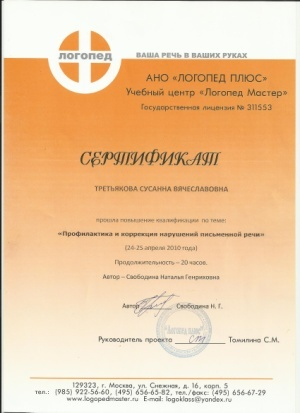 ЛОГОПЕД
ВАША РЕЧЬ В ВАШИХ РУКАХ
АНО «ЛОГОПЕД ПЛЮС»
Учебный центр «Логопед Мастер»
Государственная лицензия № 311553
СЕРТИФИКАТ
ТРЕТЬЯКОВА СУСАННА ВЯЧЕСЛАВОВНА
прошла повышение квалификации по теме:
«Профилактика и коррекция нарушений письменной речи»
(24-25 апреля 2010 года)
Продолжительность – 20 часов.
Автор – Свободина Наталья Генриховна
Автор Свободина Н. Г.
"Логопед плюс"
Руководитель проекта Томилина С.М.
129323, г. Москва, ул. Снежная, д. 16, корп. 5
тел.: (985) 922-56-60, (495) 656-65-82, тел./факс: (495) 656-67-29
www.logopedmaster.ru E-mail: logoklass@yandex.ru